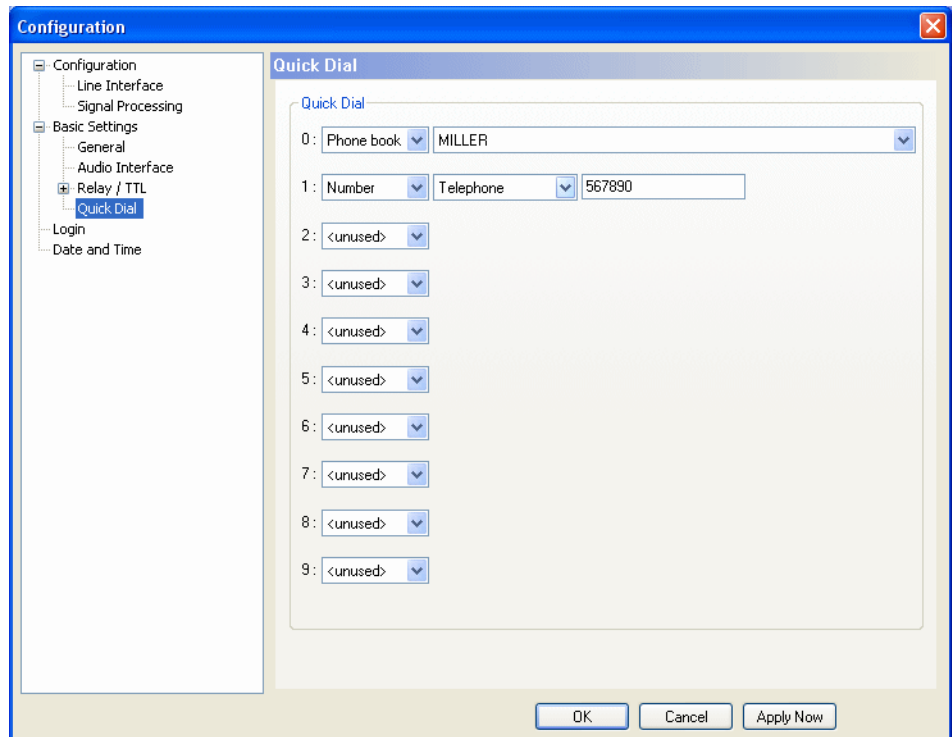 Configuration
Configuration
Line Interface
Signal Processing
Basic Settings
General
Audio Interface
Relay / TTL
Quick Dial
Login
Date and Time
Quick Dial
Quick Dial
0: Phone book MILLER
1: Number Telephone 567890
2: <unused>
3: <unused>
4: <unused>
5: <unused>
6: <unused>
7: <unused>
8: <unused>
9: <unused>
OK Cancel Apply Now